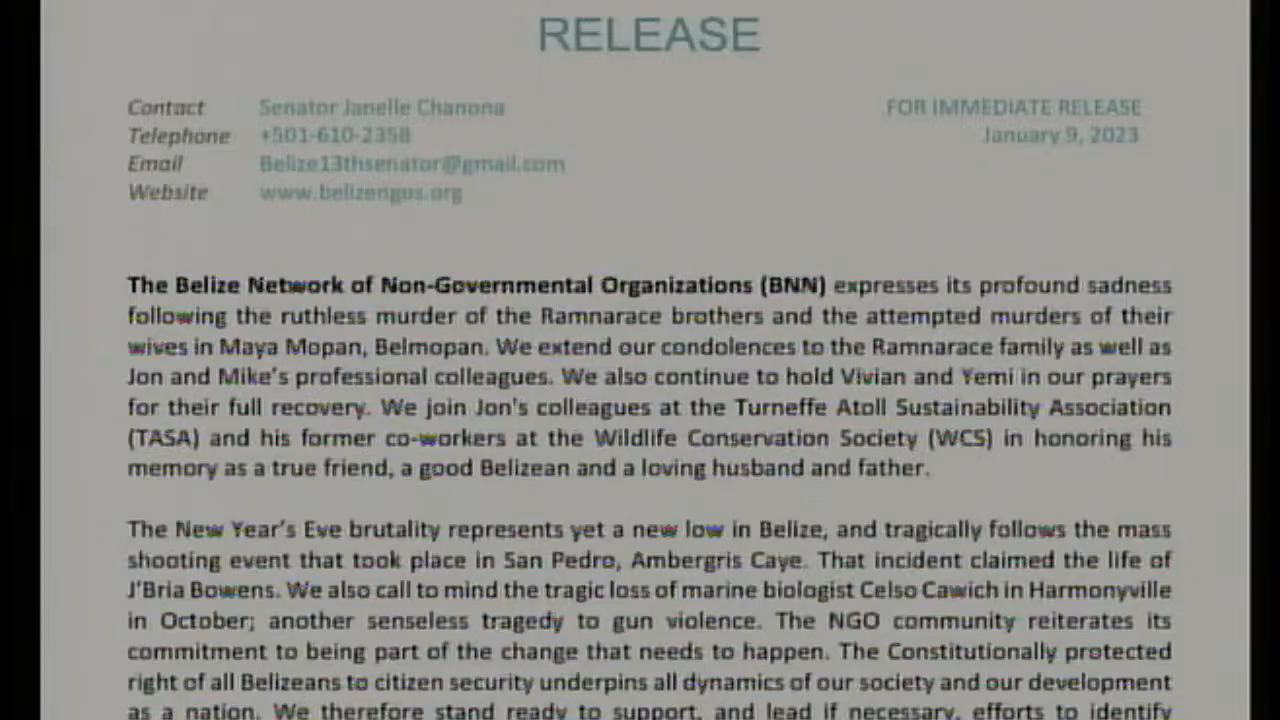 RELEASE
Contact Senator Janelle Chanona FOR IMMEDIATE RELEASE
Telephone +501-610-2358 January 9, 2023
Email Belize13thsenator@gmail.com
Website www.belizengos.org
The Belize Network of Non-Governmental Organizations (BNN) expresses its profound sadness
following the ruthless murder of the Ramnarace brothers and the attempted murders of their
wives in Maya Mopan, Belmopan. We extend our condolences to the Ramnarace family as well as
Jon and Mike's professional colleagues. We also continue to hold Vivian and Yemi in our prayers
for their full recovery. We join Jon's colleagues at the Turneffe Atoll Sustainability Association
(TASA) and his former co-workers at the Wildlife Conservation Society (WCS) in honoring his
memory as a true friend, a good Belizean and a loving husband and father.
The New Year's Eve brutality represents yet a new low in Belize, and tragically follows the mass
shooting event that took place in San Pedro, Ambergris Caye. That incident claimed the life of
J'Bria Bowens. We also call to mind the tragic loss of marine biologist Celso Cawich in Harmonyville
in October; another senseless tragedy to gun violence. The NGO community reiterates its
commitment to being part of the change that needs to happen. The Constitutionally protected
right of all Belizeans to citizen security underpins all dynamics of our society and our development
as a nation. We therefore stand ready to support, and lead if necessary, efforts to identify